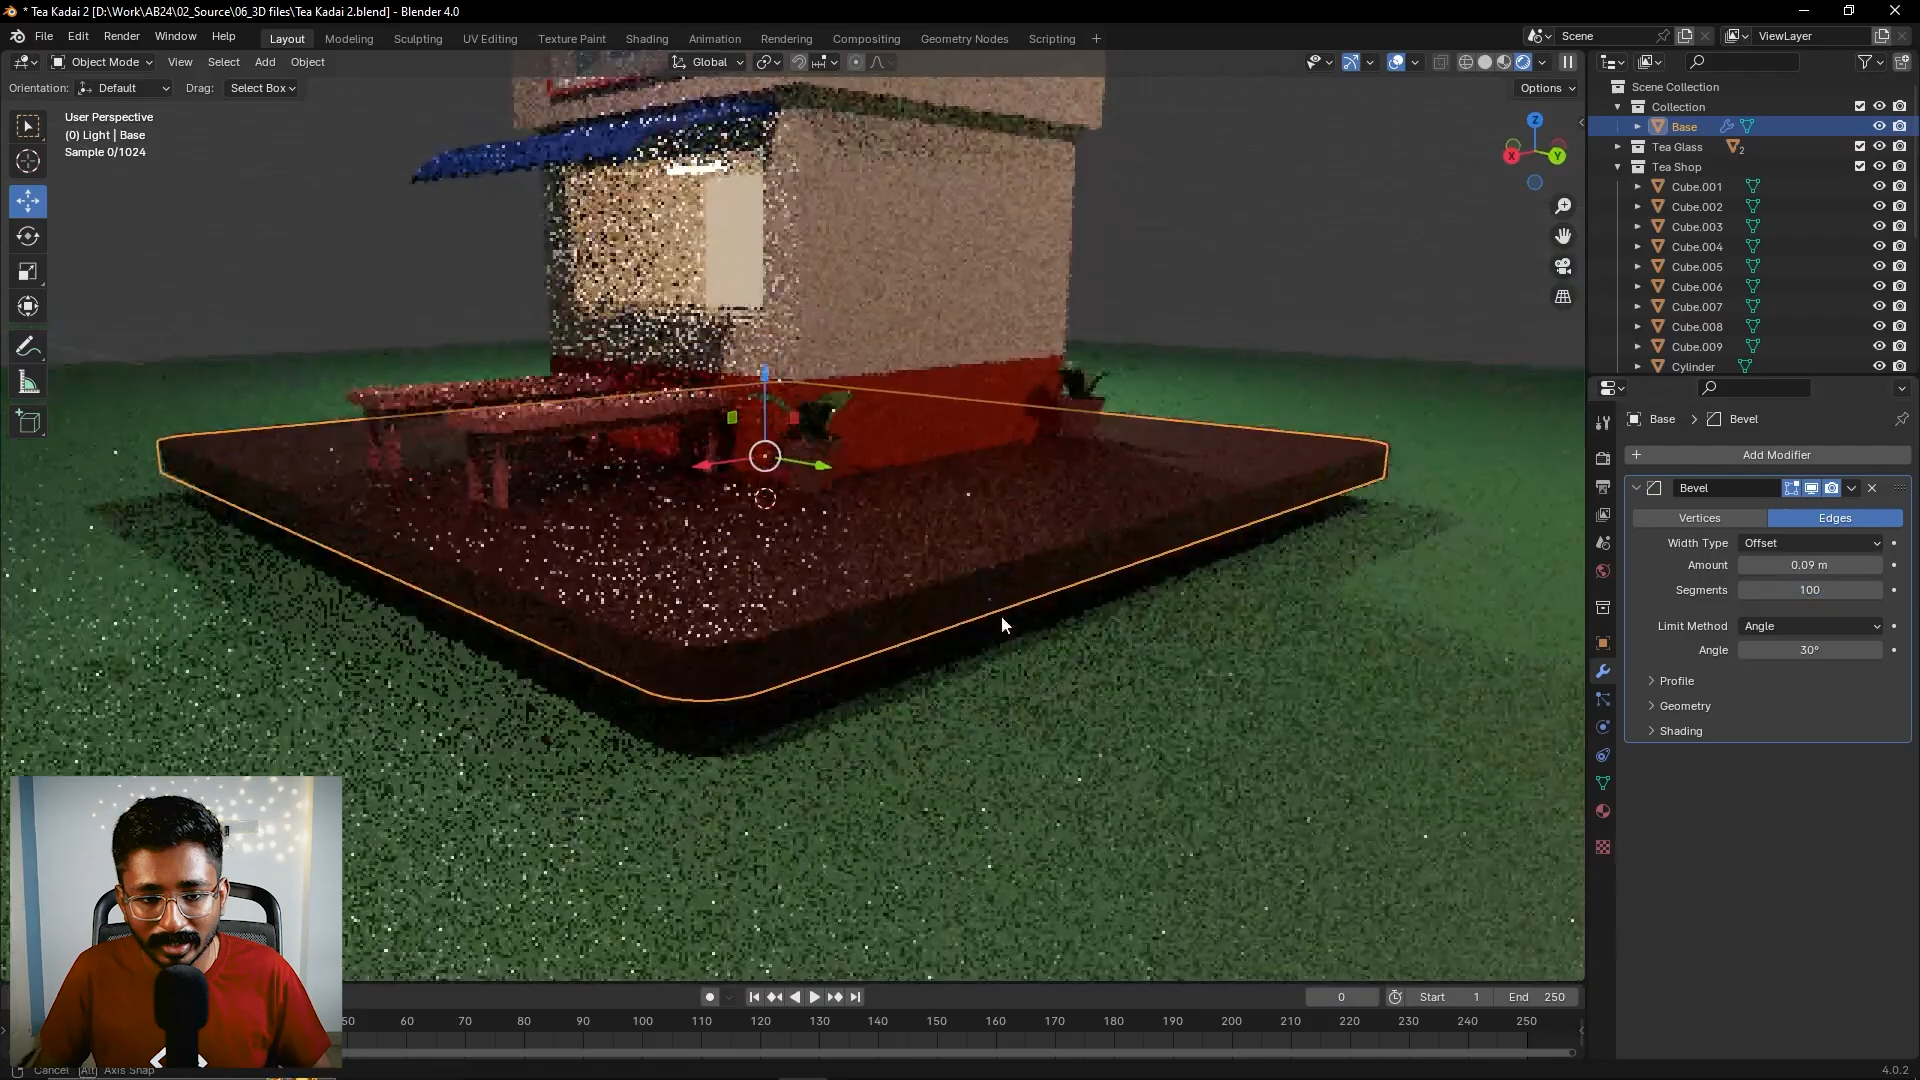 * Tea Kadai 2 [D:\Work\AB24\02_Source\06_3D files\Tea Kadai 2.blend] - Blender 4.0
File Edit Render Window Help
Layout Modeling Sculpting UV Editing Texture Paint Shading Animation Rendering Compositing Geometry Nodes Scripting +
Scene
ViewLayer
Object Mode View Select Add Object
Global
Orientation: Default Drag: Select Box
Options
User Perspective
(0) Light | Base
Sample 0/1024
Z
X
Y
Scene Collection
Collection
Base
Tea Glass
2
Tea Shop
Cube.001
Cube.002
Cube.003
Cube.004
Cube.005
Cube.006
Cube.007
Cube.008
Cube.009
Cylinder
Base > Bevel
+ Add Modifier
Bevel
Vertices Edges
Width Type Offset
Amount 0.09 m
Segments 100
Limit Method Angle
Angle 30°
Profile
Geometry
Shading
0
Start 1
End 250
50 60 70 80 90 100 110 120 130 140 150 160 170 180 190 200 210 220 230 240 250
Cancel Alt Axis Snap
4.0.2